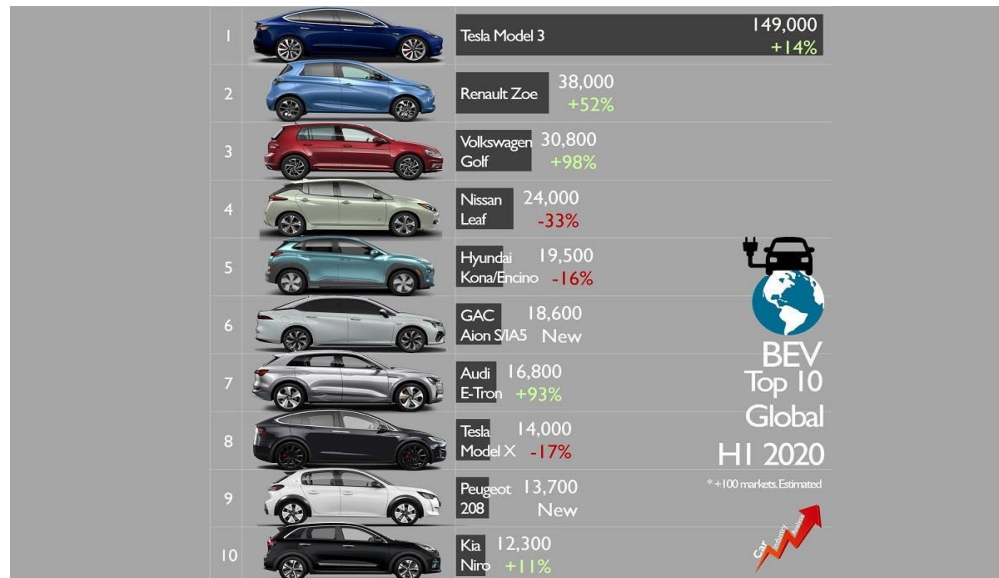 1
Tesla Model 3
149,000
+14%
2
Renault Zoe
38,000
+52%
3
Volkswagen
Golf
30,800
+98%
4
Nissan
Leaf
24,000
-33%
5
Hyundai
Kona/Encino
19,500
-16%
6
GAC
Aion S/IA5
18,600
New
7
Audi
E-Tron
16,800
+93%
8
Tesla
Model X
14,000
-17%
9
Peugeot
208
13,700
New
10
Kia
Niro
12,300
+11%
BEV
Top 10
Global
H1 2020
* +100 markets. Estimated
Car
Industry